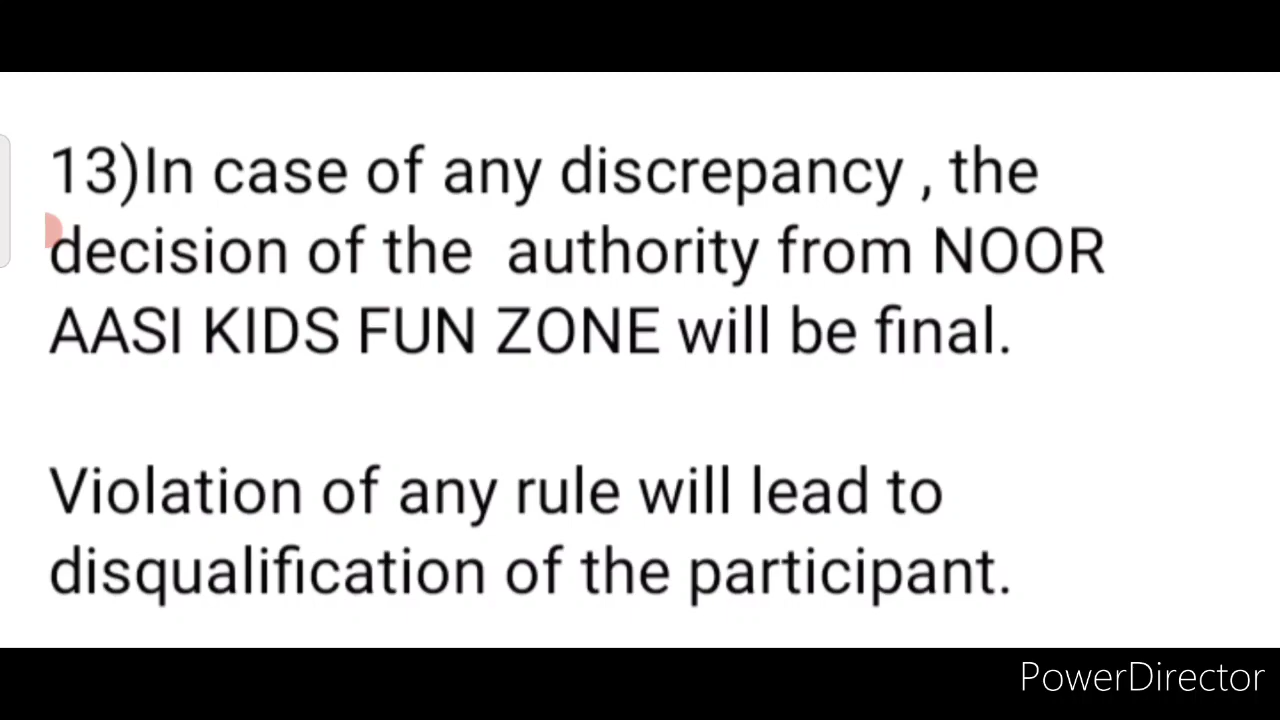 13)In case of any discrepancy , the
decision of the  authority from NOOR
AASI KIDS FUN ZONE will be final.
Violation of any rule will lead to
disqualification of the participant.
PowerDirector